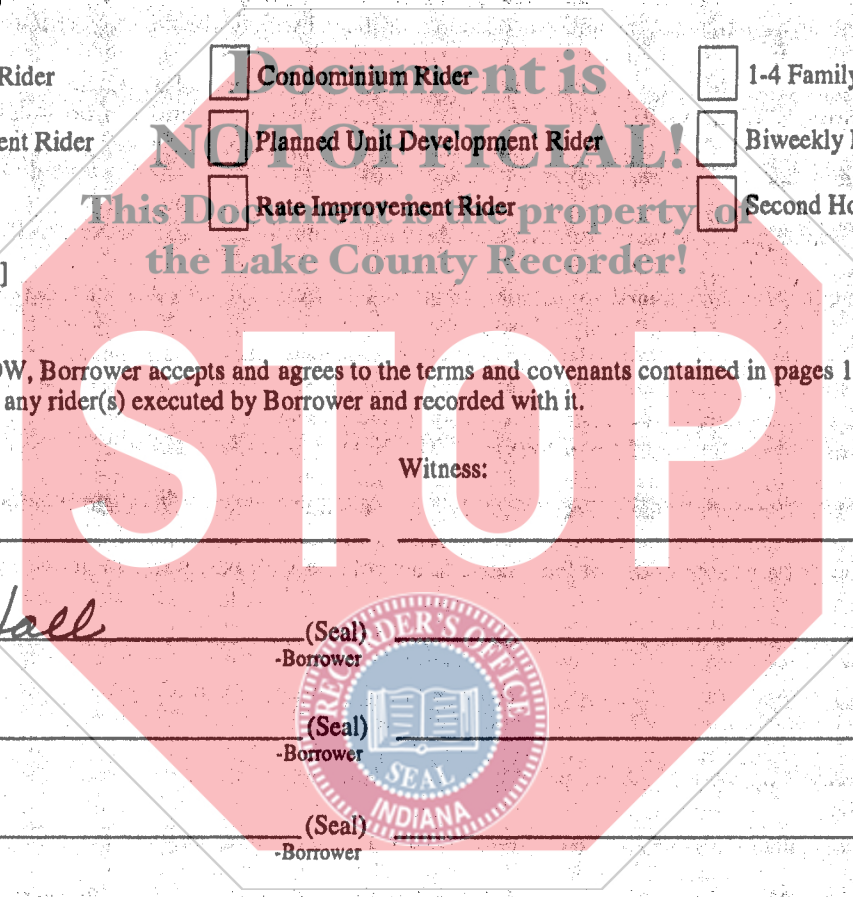 Document is
Rider Condominium Rider 1-4 Family
NOT OFFICIAL!
ent Rider Planned Unit Development Rider Biweekly
This Document is the property of
Rate Improvement Rider Second Ho
the Lake County Recorder!
]
OW, Borrower accepts and agrees to the terms and covenants contained in pages 1
any rider(s) executed by Borrower and recorded with it.
STOP
Witness:
Hall (Seal)
-Borrower
RECORDER'S OFFICE
(Seal)
-Borrower
SEAL
INDIANA
(Seal)
-Borrower